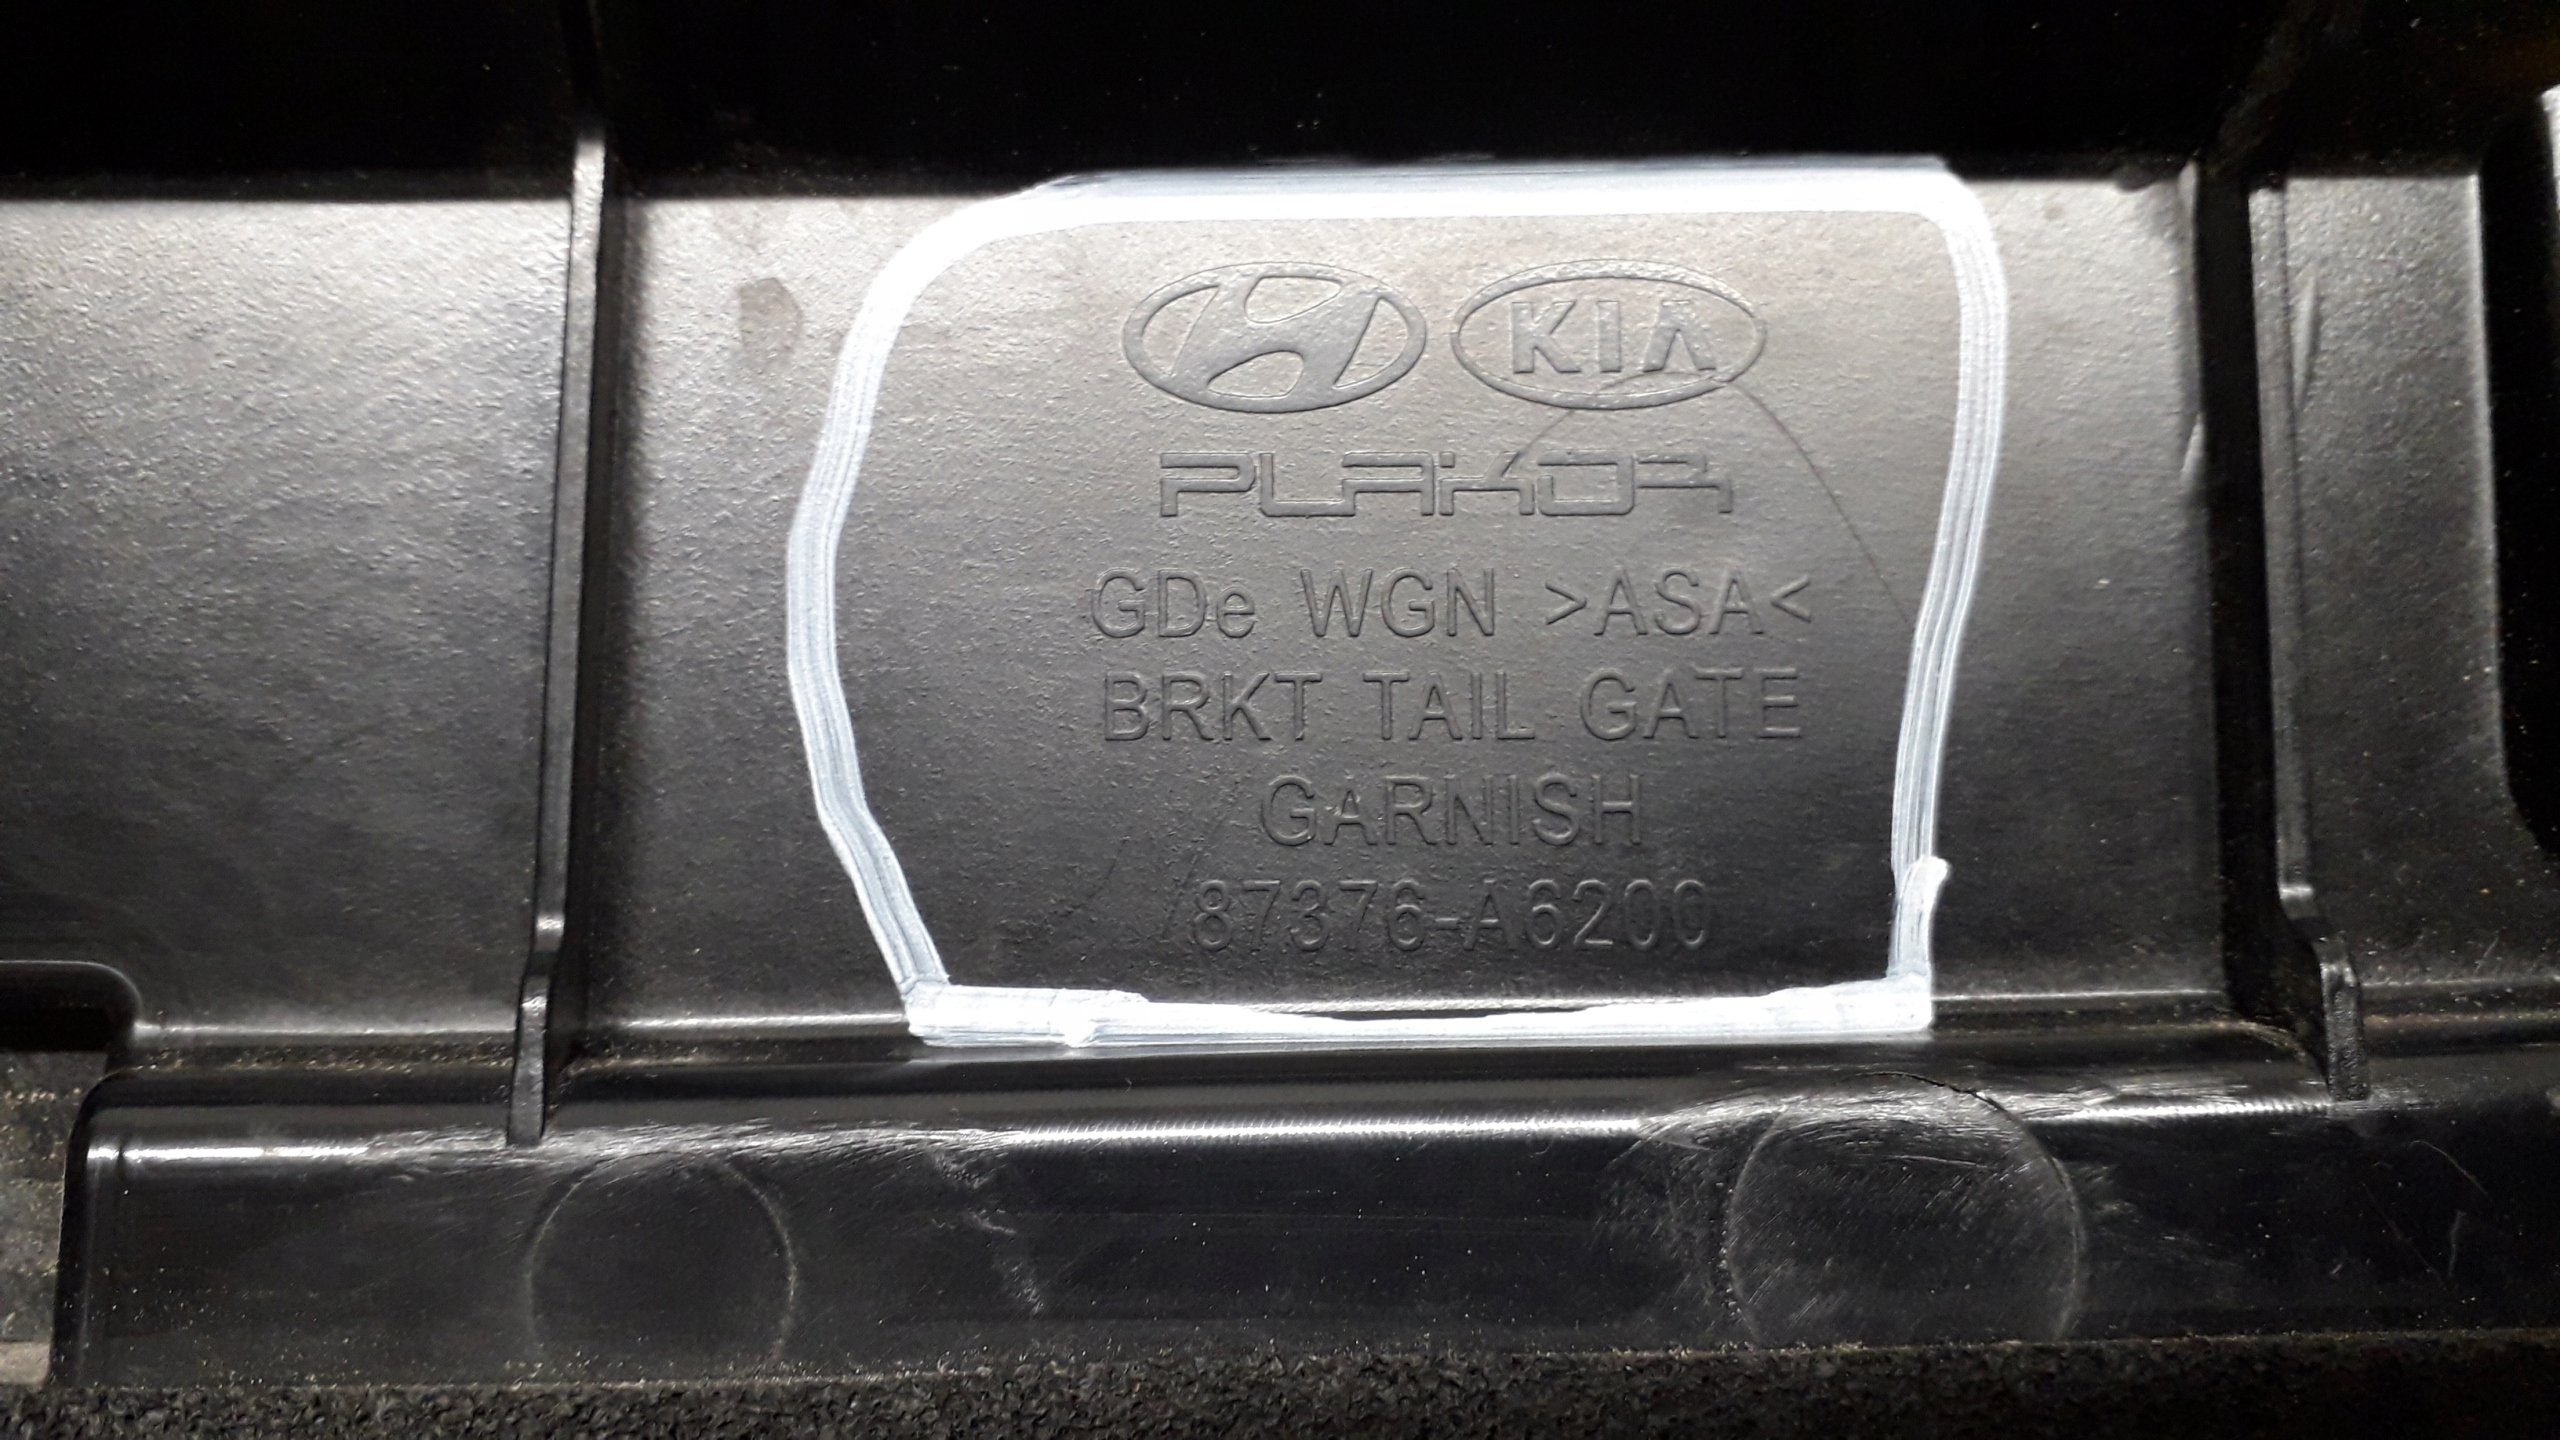 KIA
PLAKOR
GDe WGN >ASA<
BRKT TAIL GATE
GARNISH
87376-A6200